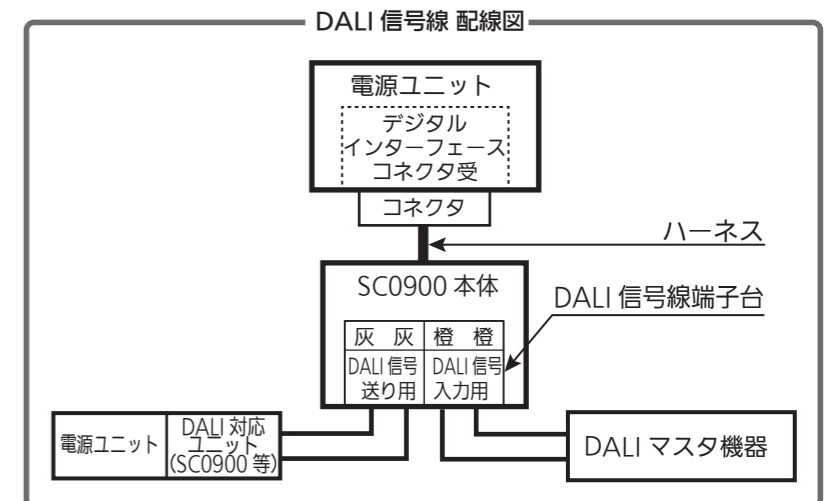 DALI 信号線 配線図
電源ユニット
デジタル
インターフェース
コネクタ受
コネクタ
ハーネス
SC0900 本体
DALI 信号線端子台
灰 灰 橙 橙
DALI 信号 DALI 信号
送り用 入力用
電源ユニット
DALI 対応
ユニット
(SC0900 等)
DALI マスタ機器